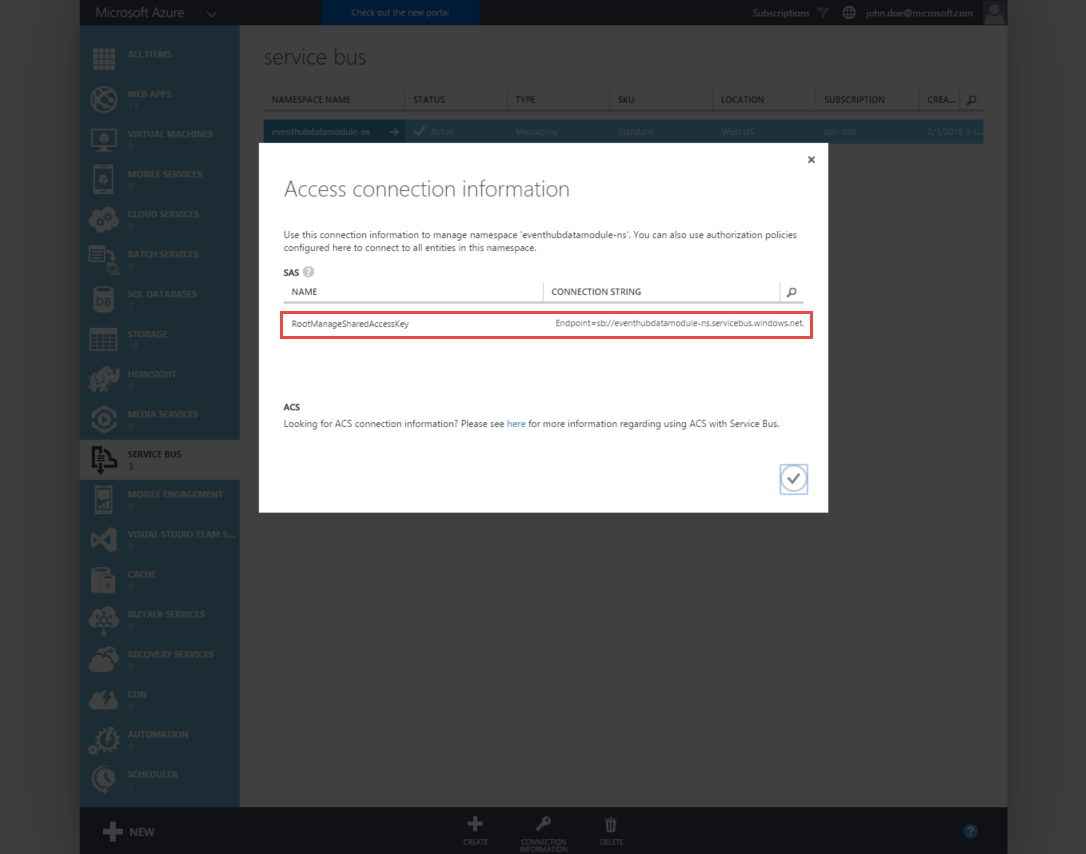 Microsoft Azure
Check out the new portal
Subscriptions
john.doe@microsoft.com
ALL ITEMS
WEB APPS
13
VIRTUAL MACHINES
0
MOBILE SERVICES
0
CLOUD SERVICES
0
BATCH SERVICES
0
DB
SQL DATABASES
2
STORAGE
10
HDINSIGHT
0
MEDIA SERVICES
0
SERVICE BUS
3
MOBILE ENGAGEMENT
0
VISUAL STUDIO TEAM S...
0
CACHE
0
BIZTALK SERVICES
0
RECOVERY SERVICES
0
CDN
0
AUTOMATION
0
SCHEDULER
2
service bus
NAMESPACE NAME STATUS TYPE SKU LOCATION SUBSCRIPTION CREA...
eventhubdatamodule-ns Active Messaging Standard West US dev-test 2/3/2016 3:1...
Access connection information
Use this connection information to manage namespace 'eventhubdatamodule-ns'. You can also use authorization policies
configured here to connect to all entities in this namespace.
SAS ?
NAME CONNECTION STRING
RootManageSharedAccessKey Endpoint=sb://eventhubdatamodule-ns.servicebus.windows.net,
ACS
Looking for ACS connection information? Please see here for more information regarding using ACS with Service Bus.
NEW
CREATE
CONNECTION
INFORMATION
DELETE
?